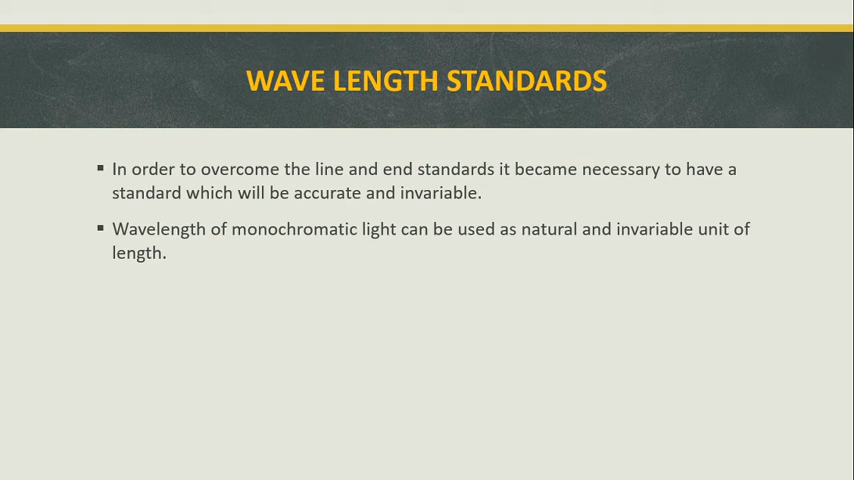 WAVE LENGTH STANDARDS
▪ In order to overcome the line and end standards it became necessary to have a
standard which will be accurate and invariable.
▪ Wavelength of monochromatic light can be used as natural and invariable unit of
length.